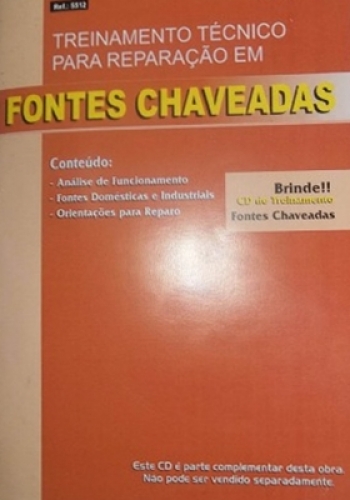 Ref.: 5512
TREINAMENTO TÉCNICO
PARA REPARAÇÃO EM
FONTES CHAVEADAS
Conteúdo:
- Análise de Funcionamento
- Fontes Domésticas e Industriais
- Orientações para Reparo
Brinde!!
CD de Treinamento
Fontes Chaveadas
Este CD é parte complementar desta obra.
Não pode ser vendido separadamente.